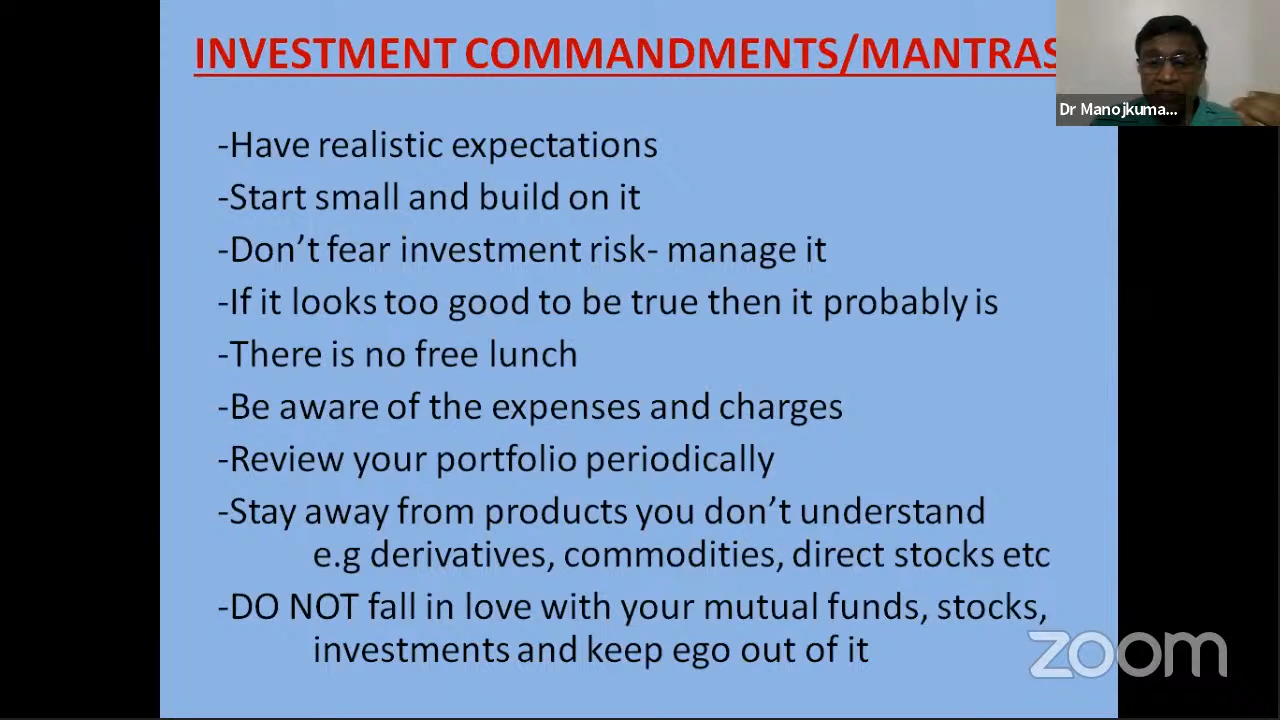 INVESTMENT COMMANDMENTS/MANTRAS
Dr Manojkuma...
-Have realistic expectations
-Start small and build on it
-Don’t fear investment risk- manage it
-If it looks too good to be true then it probably is
-There is no free lunch
-Be aware of the expenses and charges
-Review your portfolio periodically
-Stay away from products you don’t understand
e.g derivatives, commodities, direct stocks etc
-DO NOT fall in love with your mutual funds, stocks,
investments and keep ego out of it
zoom